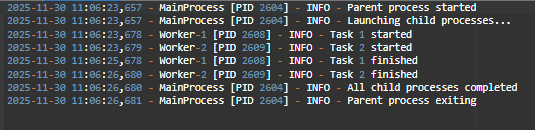 2025-11-30 11:06:23,657 - MainProcess [PID 2604] - INFO - Parent process started
2025-11-30 11:06:23,657 - MainProcess [PID 2604] - INFO - Launching child processes...
2025-11-30 11:06:23,678 - Worker-1 [PID 2608] - INFO - Task 1 started
2025-11-30 11:06:23,679 - Worker-2 [PID 2609] - INFO - Task 2 started
2025-11-30 11:06:25,678 - Worker-1 [PID 2608] - INFO - Task 1 finished
2025-11-30 11:06:26,680 - Worker-2 [PID 2609] - INFO - Task 2 finished
2025-11-30 11:06:26,680 - MainProcess [PID 2604] - INFO - All child processes completed
2025-11-30 11:06:26,681 - MainProcess [PID 2604] - INFO - Parent process exiting